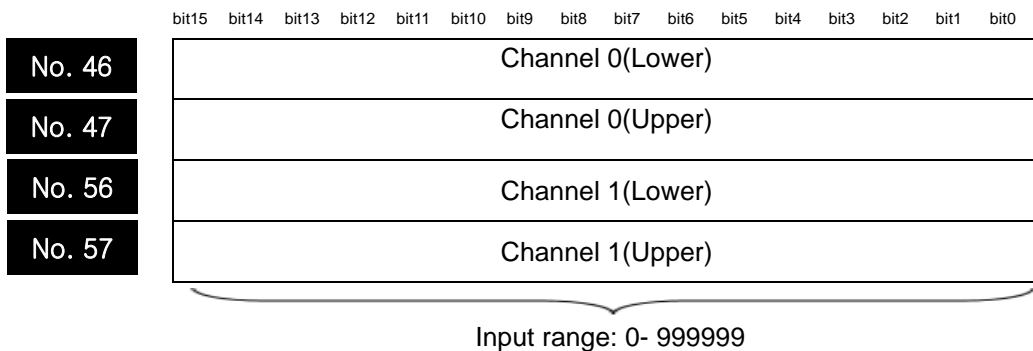 bit15 bit14 bit13 bit12 bit11 bit10 bit9 bit8 bit7 bit6 bit5 bit4 bit3 bit2 bit1 bit0
No. 46 Channel 0(Lower)
No. 47 Channel 0(Upper)
No. 56 Channel 1(Lower)
No. 57 Channel 1(Upper)
Input range: 0- 999999